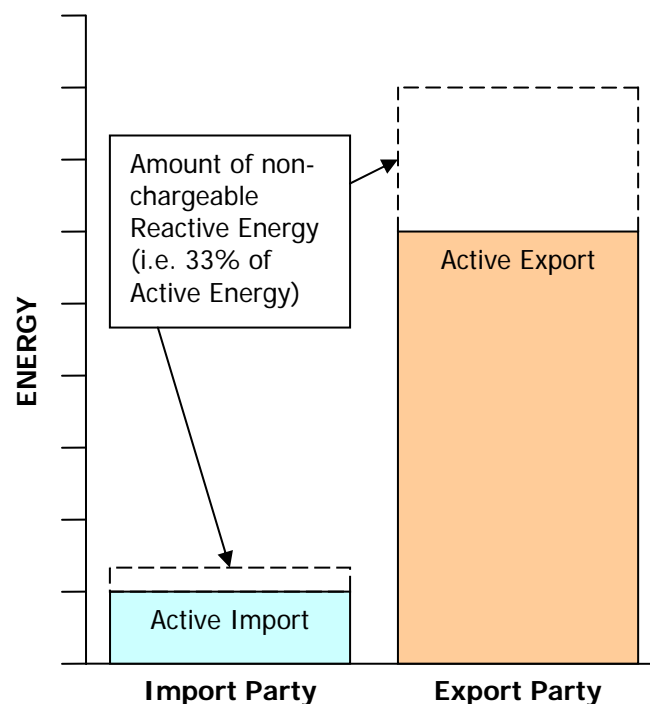 Amount of non-
chargeable
Reactive Energy
(i.e. 33% of
Active Energy)
Active Export
ENERGY
Active Import
Import Party
Export Party